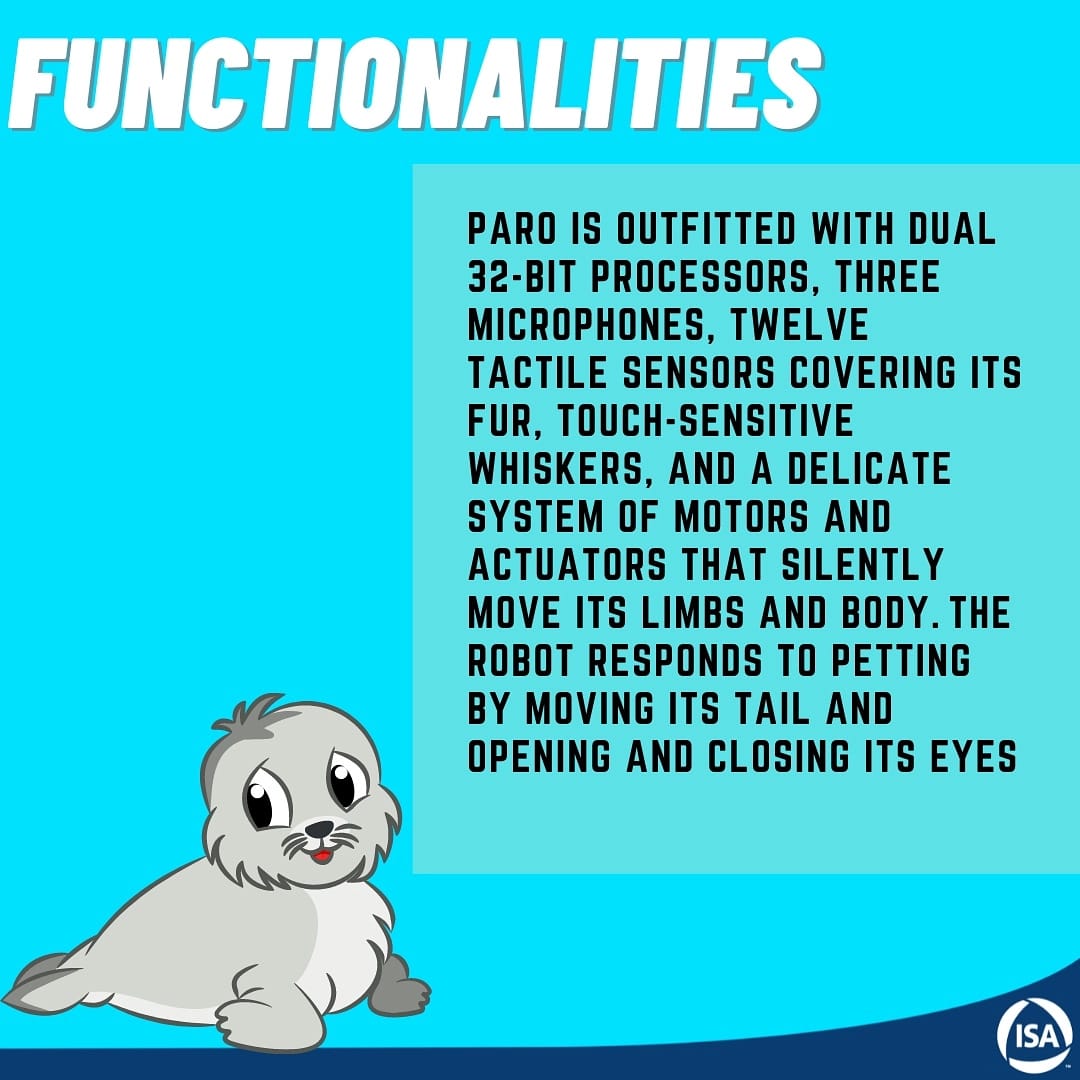 FUNCTIONALITIES
PARO IS OUTFITTED WITH DUAL
32-BIT PROCESSORS, THREE
MICROPHONES, TWELVE
TACTILE SENSORS COVERING ITS
FUR, TOUCH-SENSITIVE
WHISKERS, AND A DELICATE
SYSTEM OF MOTORS AND
ACTUATORS THAT SILENTLY
MOVE ITS LIMBS AND BODY. THE
ROBOT RESPONDS TO PETTING
BY MOVING ITS TAIL AND
OPENING AND CLOSING ITS EYES
ISA